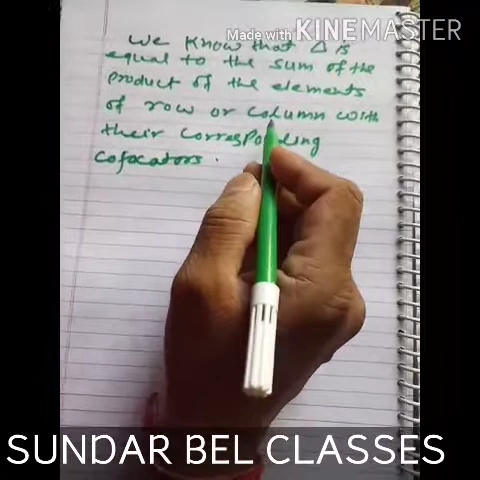 Made with KINEMASTER
We know that Δ is
equal to the sum of the
product of the elements
of row or column with
their corresponding
cofacators.
SUNDAR BEL CLASSES